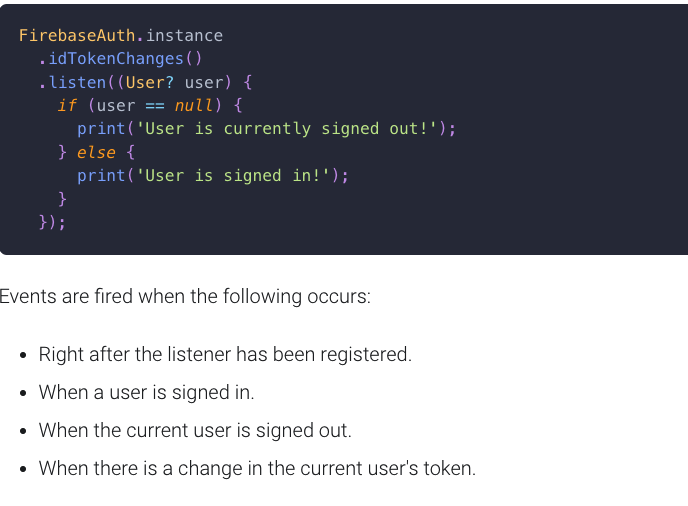 FirebaseAuth.instance
  .idTokenChanges()
  .listen((User? user) {
    if (user == null) {
      print('User is currently signed out!');
    } else {
      print('User is signed in!');
    }
  });
Events are fired when the following occurs:
• Right after the listener has been registered.
• When a user is signed in.
• When the current user is signed out.
• When there is a change in the current user's token.